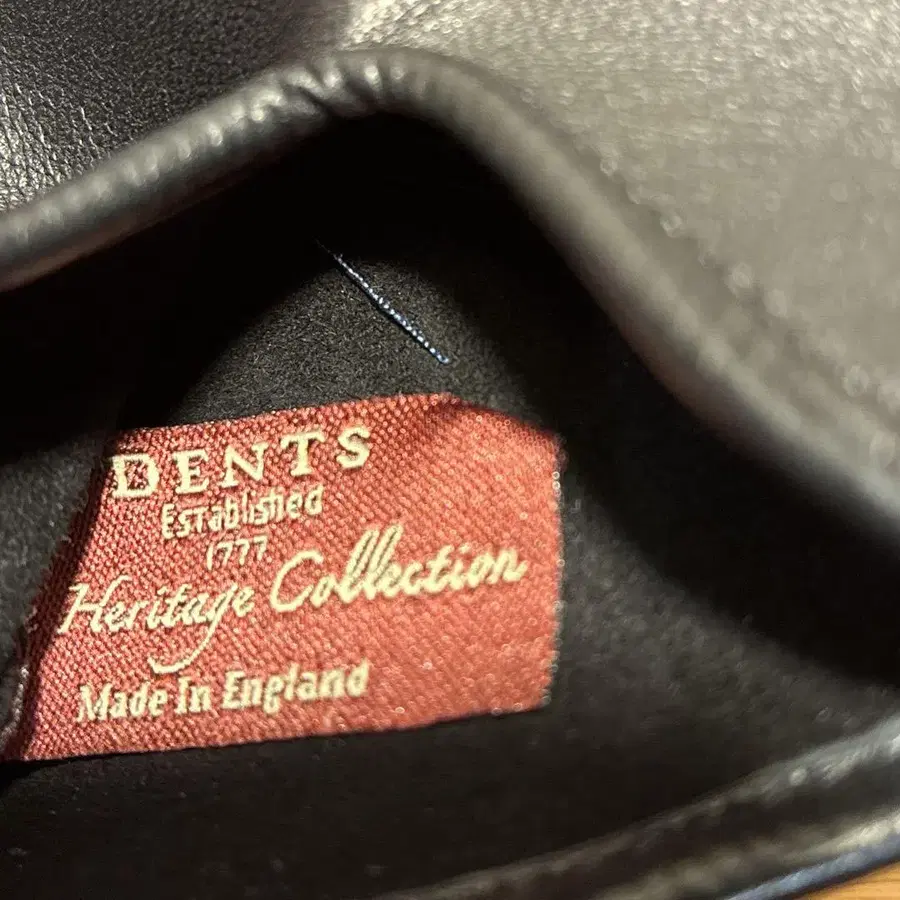 DENTS
Established
1777
Heritage Collection
Made In England